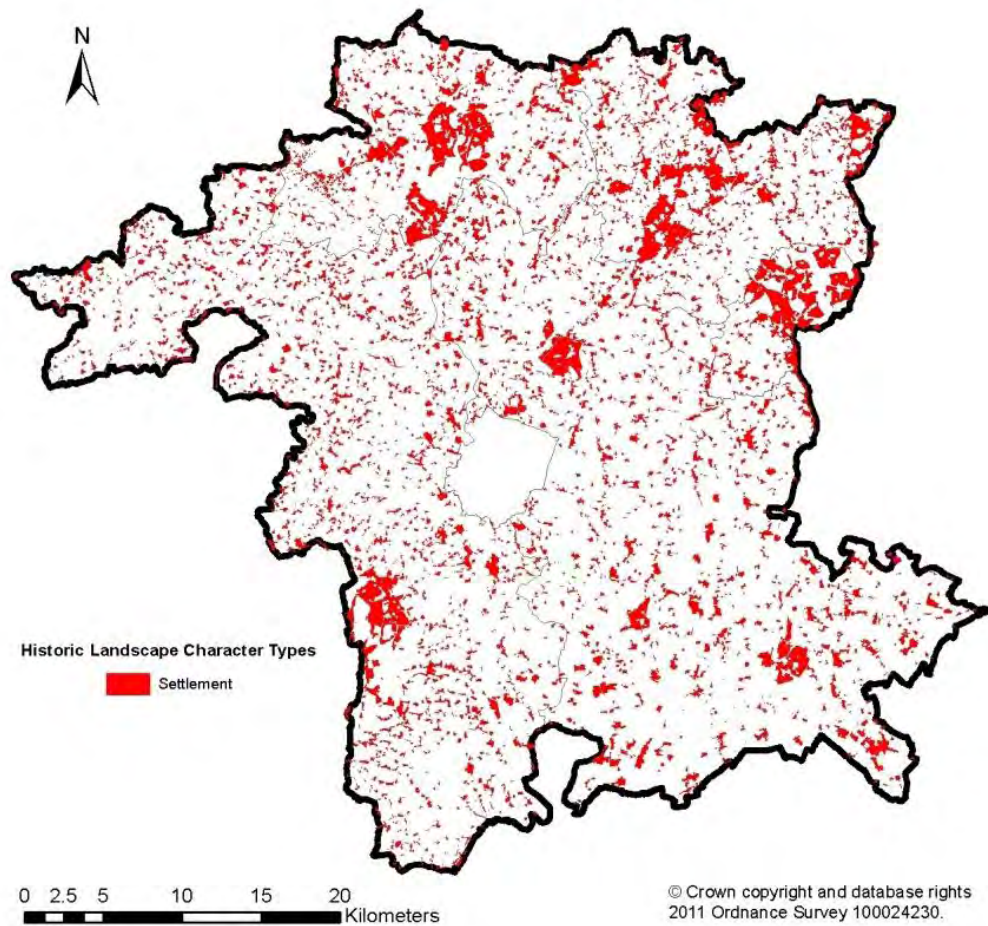 N
Historic Landscape Character Types
Settlement
0 2.5 5 10 15 20
Kilometers
© Crown copyright and database rights
2011 Ordnance Survey 100024230.